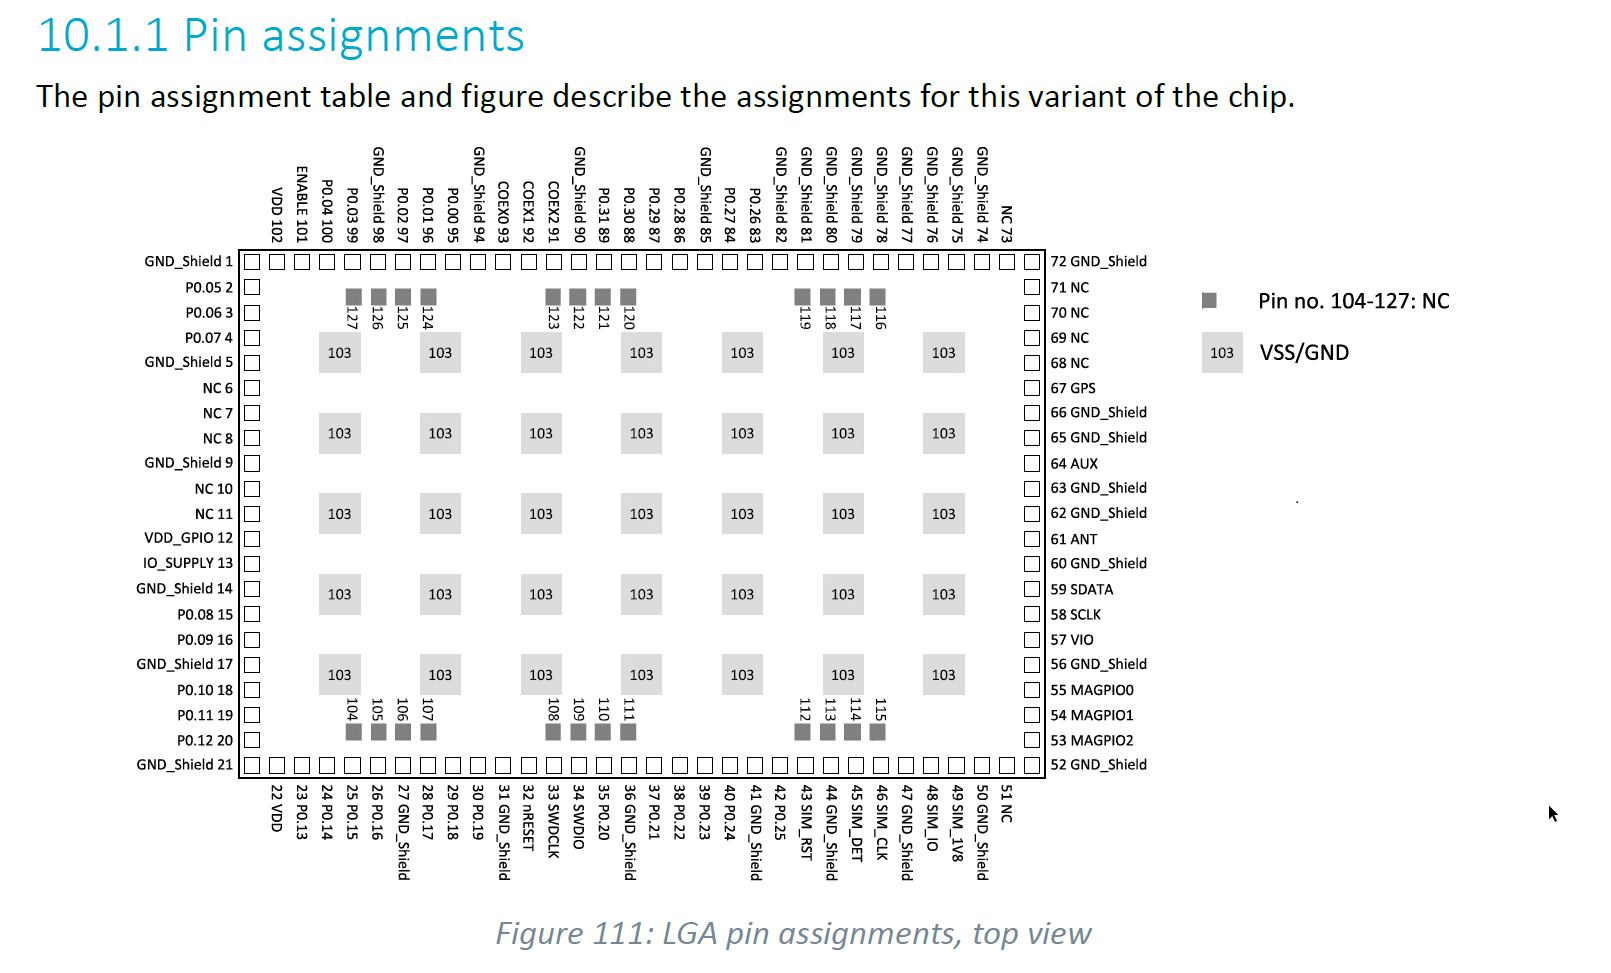 10.1.1 Pin assignments
The pin assignment table and figure describe the assignments for this variant of the chip.
VDD 102
ENABLE 101
P0.04 100
P0.03 99
GND_Shield 98
P0.02 97
P0.01 96
P0.00 95
GND_Shield 94
COEX0 93
COEX1 92
COEX2 91
GND_Shield 90
P0.31 89
P0.30 88
P0.29 87
P0.28 86
GND_Shield 85
P0.27 84
P0.26 83
GND_Shield 82
GND_Shield 81
GND_Shield 80
GND_Shield 79
GND_Shield 78
GND_Shield 77
GND_Shield 76
GND_Shield 75
GND_Shield 74
NC 73
GND_Shield 1
P0.05 2
P0.06 3
P0.07 4
GND_Shield 5
NC 6
NC 7
NC 8
GND_Shield 9
NC 10
NC 11
VDD_GPIO 12
IO_SUPPLY 13
GND_Shield 14
P0.08 15
P0.09 16
GND_Shield 17
P0.10 18
P0.11 19
P0.12 20
GND_Shield 21
127 126 125 124 123 122 121 120 119 118 117 116
103 103 103 103 103 103 103
103 103 103 103 103 103 103
103 103 103 103 103 103 103
103 103 103 103 103 103 103
103 103 103 103 103 103 103
104 105 106 107 108 109 110 111 112 113 114 115
72 GND_Shield
71 NC
70 NC
69 NC
68 NC
67 GPS
66 GND_Shield
65 GND_Shield
64 AUX
63 GND_Shield
62 GND_Shield
61 ANT
60 GND_Shield
59 SDATA
58 SCLK
57 VIO
56 GND_Shield
55 MAGPIO0
54 MAGPIO1
53 MAGPIO2
52 GND_Shield
22 VDD
23 P0.13
24 P0.14
25 P0.15
26 P0.16
27 GND_Shield
28 P0.17
29 P0.18
30 P0.19
31 GND_Shield
32 nRESET
33 SWDCLK
34 SWDIO
35 P0.20
36 GND_Shield
37 P0.21
38 P0.22
39 P0.23
40 P0.24
41 GND_Shield
42 P0.25
43 SIM_RST
44 GND_Shield
45 SIM_DET
46 SIM_CLK
47 GND_Shield
48 SIM_IO
49 SIM_1V8
50 GND_Shield
51 NC
Pin no. 104-127: NC
103 VSS/GND
Figure 111: LGA pin assignments, top view